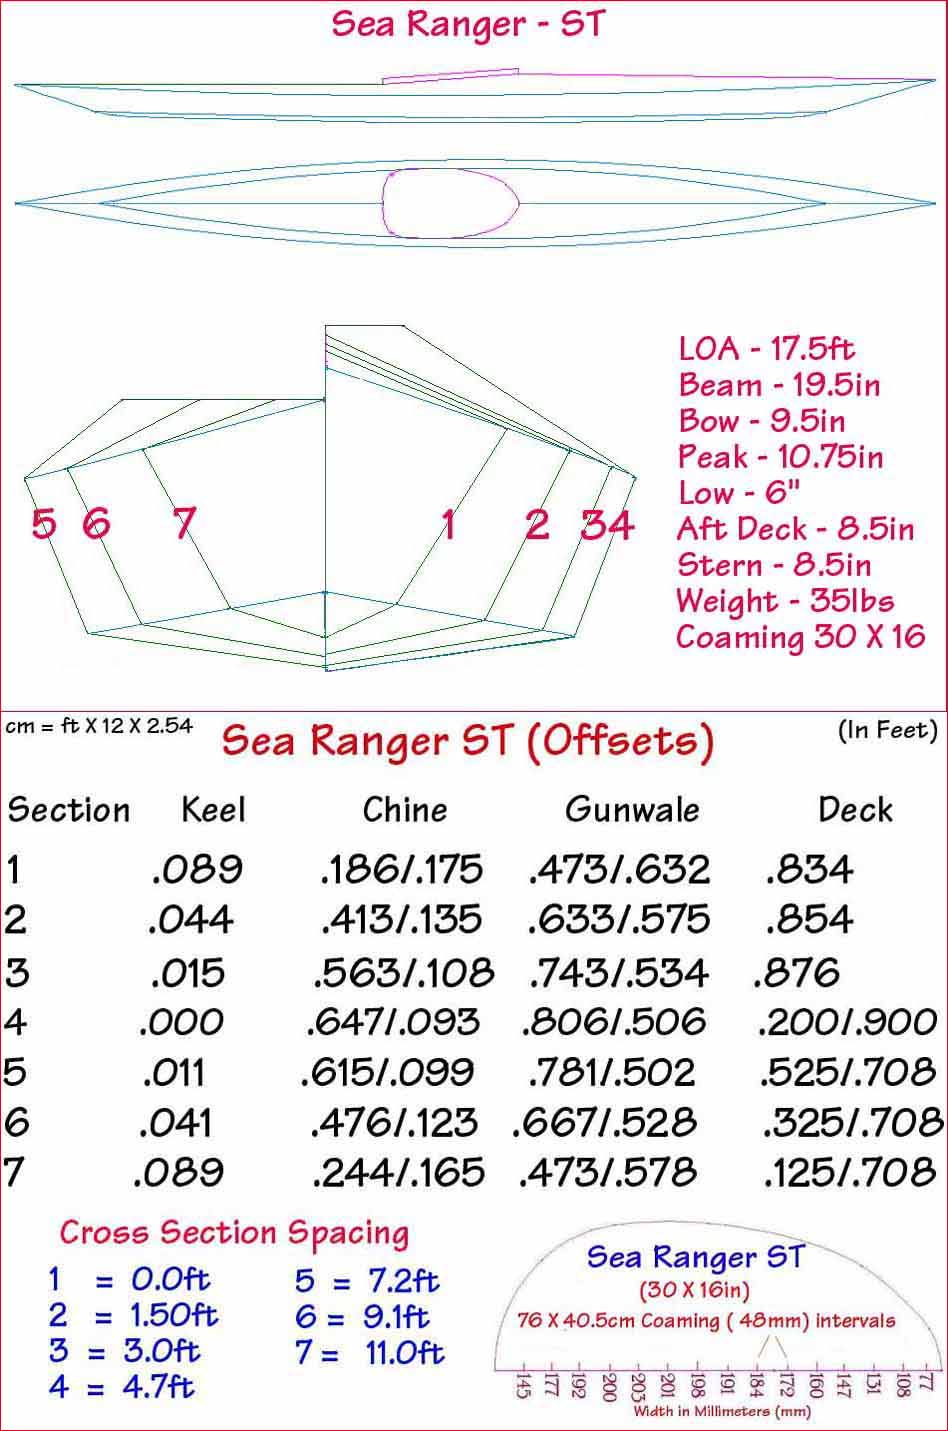 Sea Ranger - ST
LOA - 17.5ft
Beam - 19.5in
Bow - 9.5in
Peak - 10.75in
Low - 6"
Aft Deck - 8.5in
Stern - 8.5in
Weight - 35lbs
Coaming 30 X 16
5 6 7 1 2 3 4
cm = ft X 12 X 2.54
Sea Ranger ST (Offsets)
(In Feet)
Section Keel Chine Gunwale Deck
1 .089 .186/.175 .473/.632 .834
2 .044 .413/.135 .633/.575 .854
3 .015 .563/.108 .743/.534 .876
4 .000 .647/.093 .806/.506 .200/.900
5 .011 .615/.099 .781/.502 .525/.708
6 .041 .476/.123 .667/.528 .325/.708
7 .089 .244/.165 .473/.578 .125/.708
Cross Section Spacing
1 = 0.0ft
2 = 1.50ft
3 = 3.0ft
4 = 4.7ft
5 = 7.2ft
6 = 9.1ft
7 = 11.0ft
Sea Ranger ST
(30 X 16in)
76 X 40.5cm Coaming ( 48mm) intervals
145 177 192 200 203 201 198 191 184 172 160 147 131 108 77
Width in Millimeters (mm)